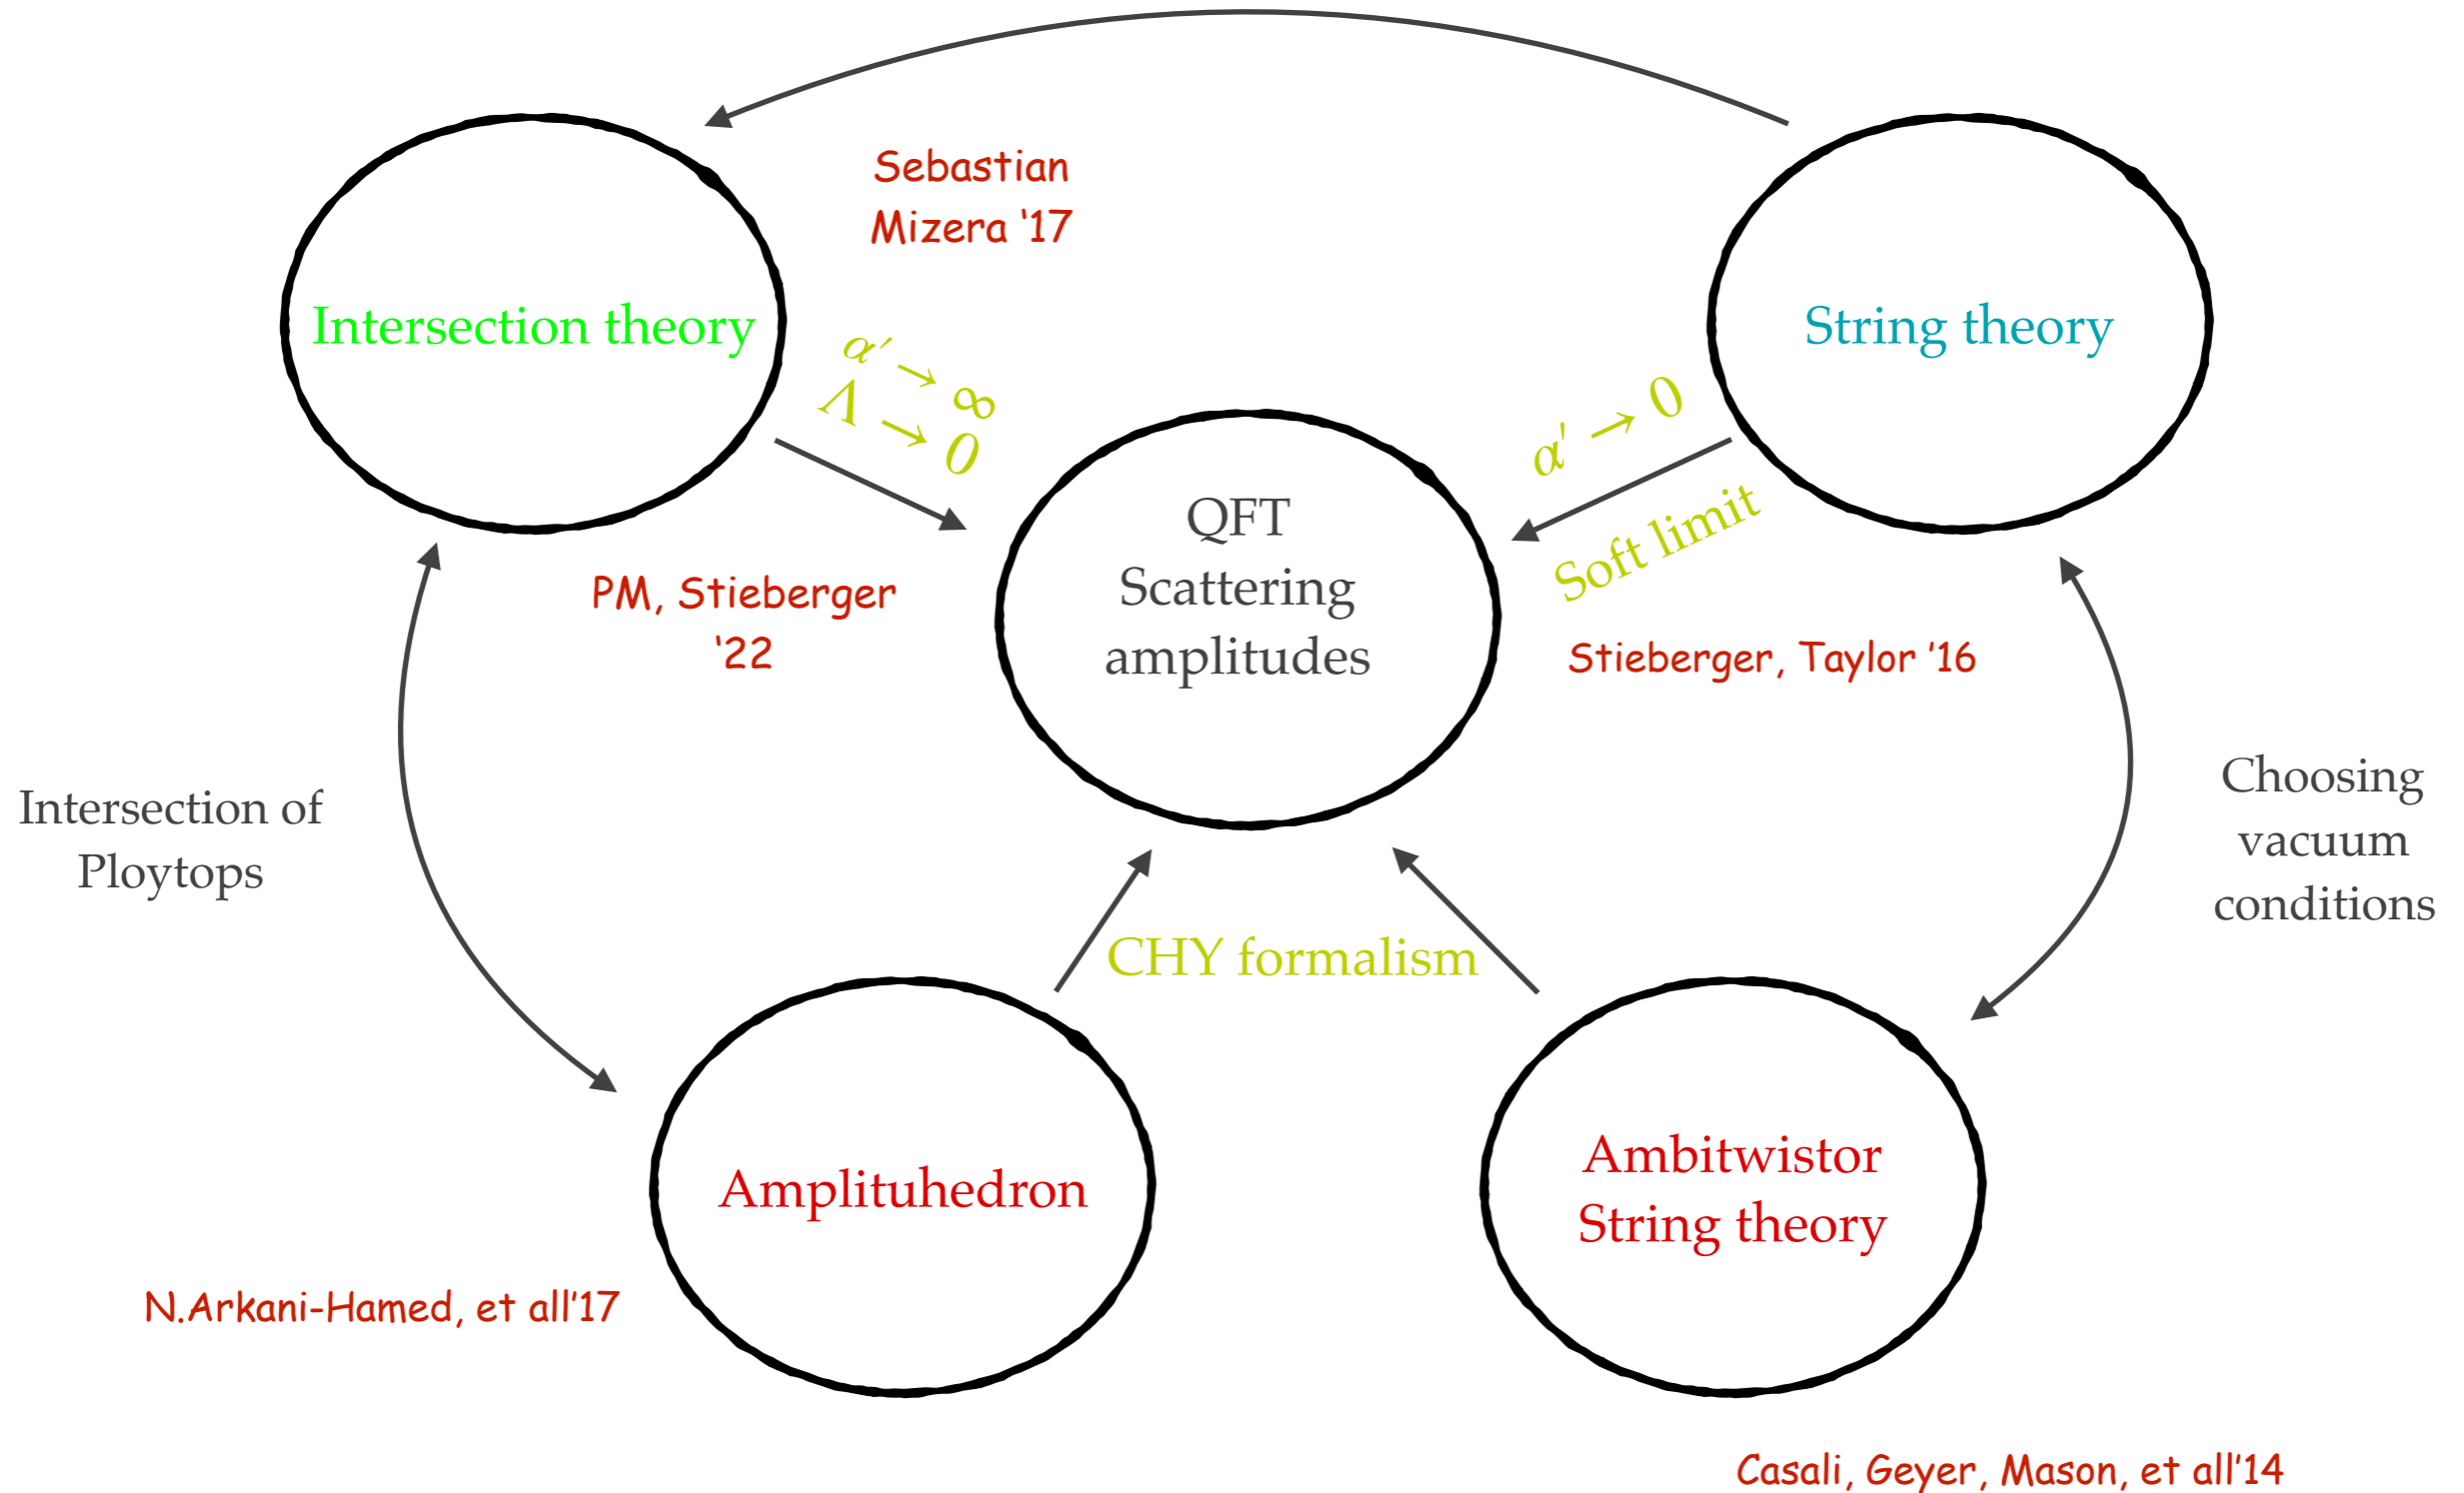 Sebastian
Mizera ‘17
Intersection theory
String theory
α′ → ∞
Λ → 0
α' → 0
Soft limit
QFT
Scattering
amplitudes
PM, Stieberger
‘22
Stieberger, Taylor ’16
Intersection of
Ploytops
Choosing
vacuum
conditions
CHY formalism
Amplituhedron
Ambitwistor
String theory
N.Arkani-Hamed, et all’17
Casali, Geyer, Mason, et all’14